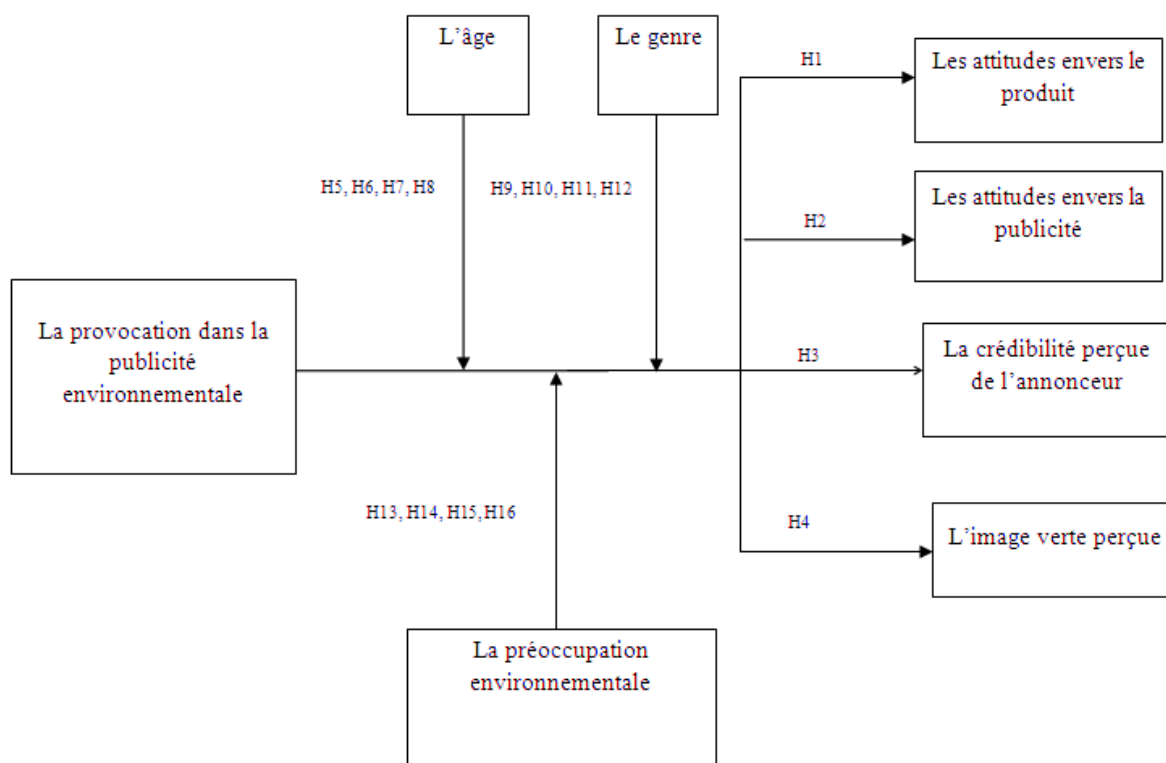 L'âge
Le genre
H1
Les attitudes envers le
produit
H5, H6, H7, H8
H9, H10, H11, H12
H2
Les attitudes envers la
publicité
La provocation dans la
publicité
environnementale
H3
La crédibilité perçue
de l'annonceur
H13, H14, H15, H16
H4
L'image verte perçue
La préoccupation
environnementale